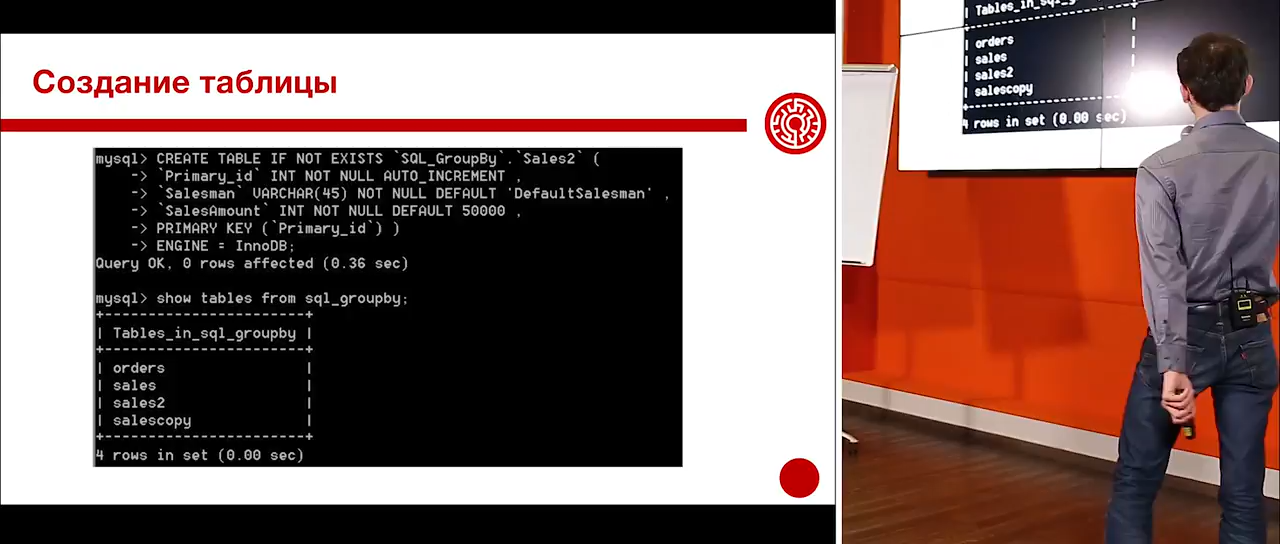 Создание таблицы
mysql> CREATE TABLE IF NOT EXISTS `SQL_GroupBy`.`Sales2` (
-> `Primary_id` INT NOT NULL AUTO_INCREMENT ,
-> `Salesman` VARCHAR(45) NOT NULL DEFAULT 'DefaultSalesman' ,
-> `SalesAmount` INT NOT NULL DEFAULT 50000 ,
-> PRIMARY KEY (`Primary_id`) )
-> ENGINE = InnoDB;
Query OK, 0 rows affected (0.36 sec)
mysql> show tables from sql_groupby;
+------------------------+
| Tables_in_sql_groupby |
+------------------------+
| orders |
| sales |
| sales2 |
| salescopy |
+------------------------+
4 rows in set (0.00 sec)
| Tables_in_sql_g
| orders
| sales
| sales2
| salescopy
4 rows in set (0.00 sec)